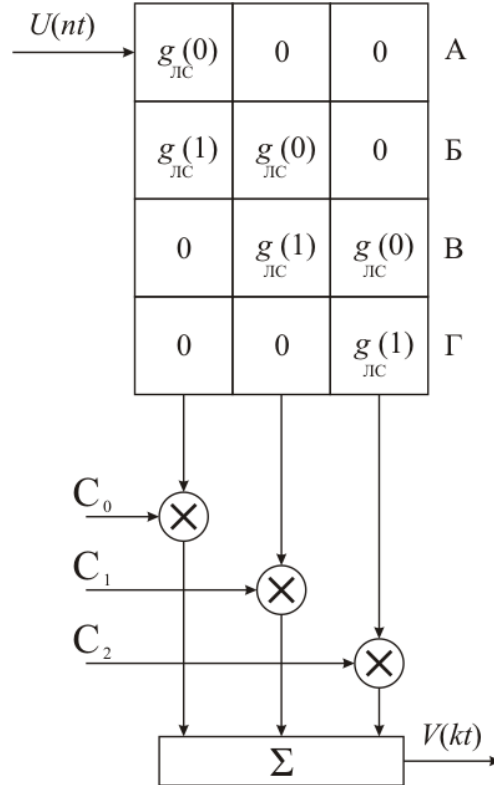 U(nt)
g ЛС (0) 0 0 А
g ЛС (1) g ЛС (0) 0 Б
0 g ЛС (1) g ЛС (0) В
0 0 g ЛС (1) Г
C₀
C₁
C₂
Σ V(kt)